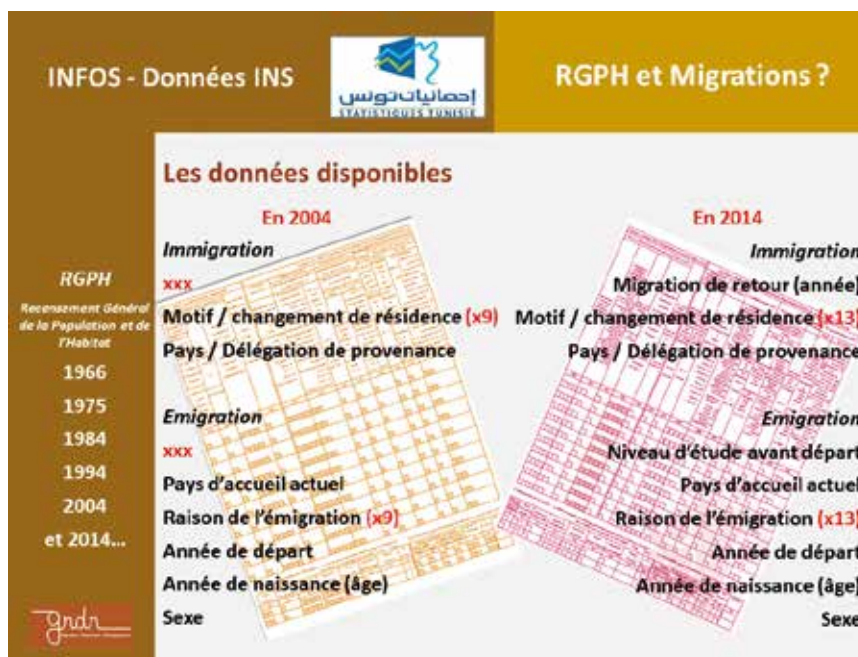 INFOS - Données INS
إحصائيات تونس
STATISTIQUES TUNISIE
RGPH et Migrations ?
RGPH
Recensement Général
de la Population et de
l'Habitat
1966
1975
1984
1994
2004
et 2014...
grdr
Les données disponibles
En 2004
Immigration
xxx
Motif / changement de résidence (x9)
Pays / Délégation de provenance
Emigration
xxx
Pays d'accueil actuel
Raison de l'émigration (x9)
Année de départ
Année de naissance (âge)
Sexe
En 2014
Immigration
Migration de retour (année)
Motif / changement de résidence (x13)
Pays / Délégation de provenance
Emigration
Niveau d'étude avant départ
Pays d'accueil actuel
Raison de l'émigration (x13)
Année de départ
Année de naissance (âge)
Sexe